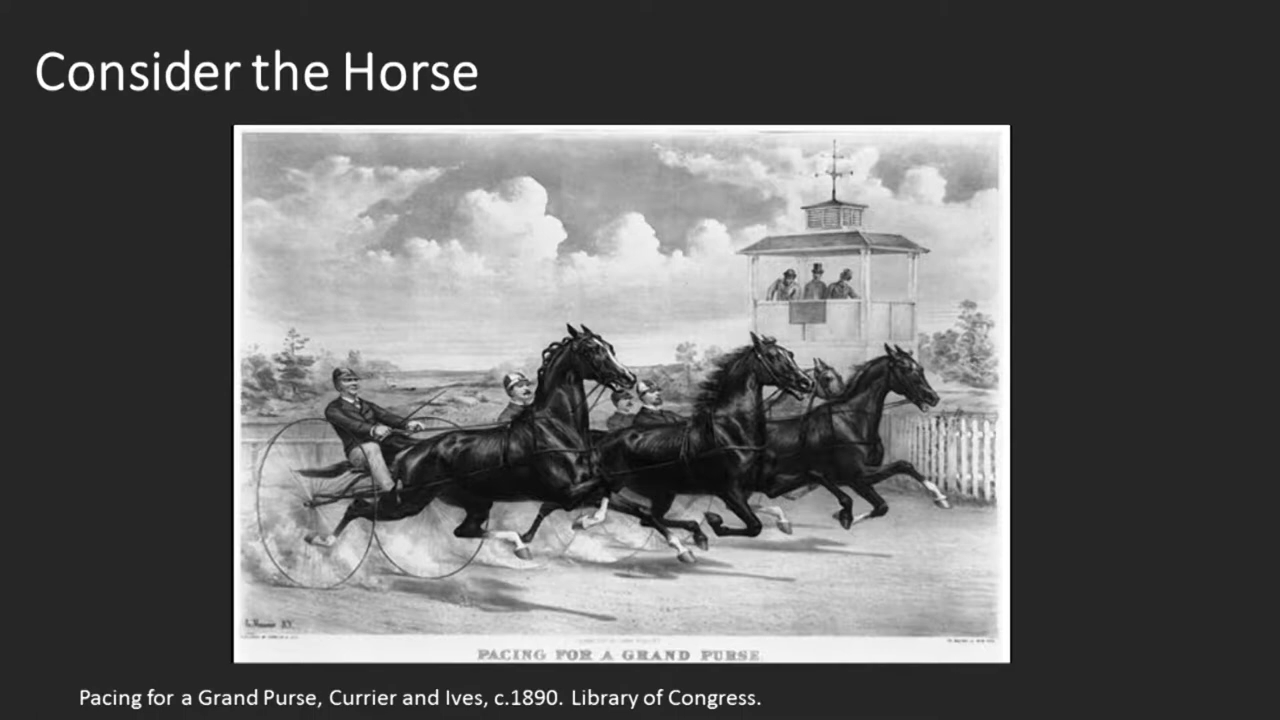 Consider the Horse
PACING FOR A GRAND PURSE
Pacing for a Grand Purse, Currier and Ives, c.1890. Library of Congress.